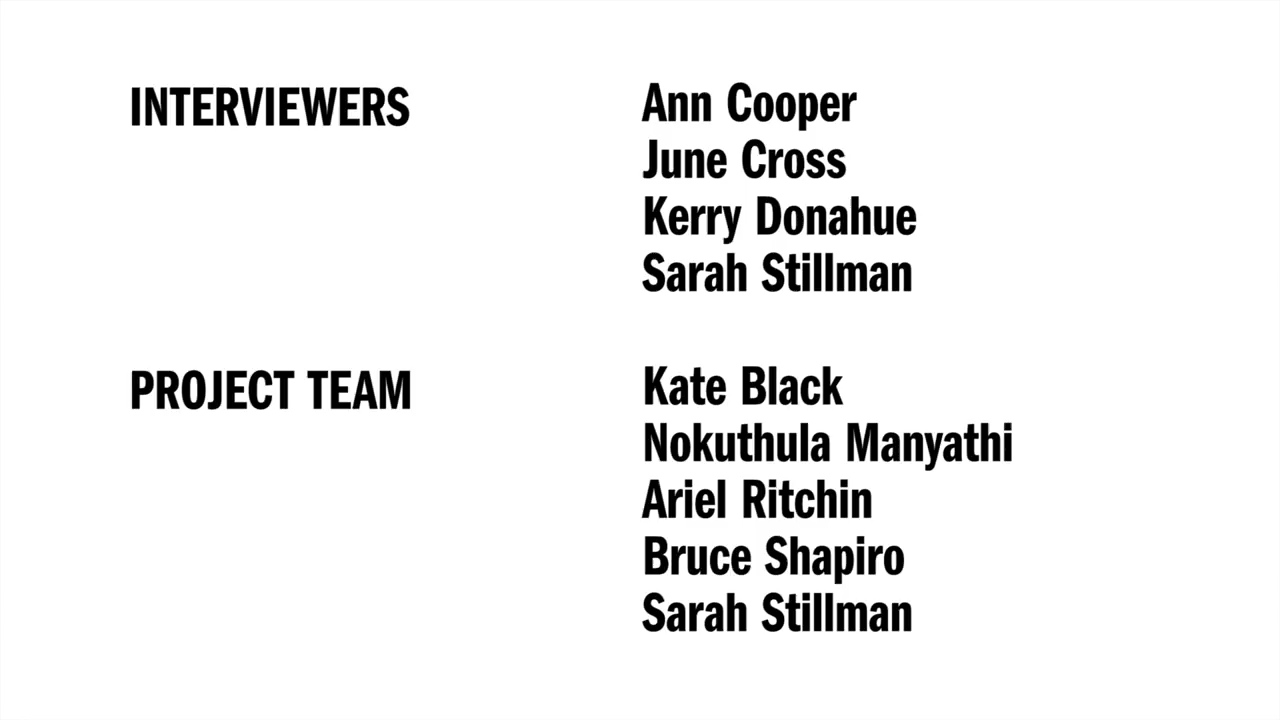 INTERVIEWERS
Ann Cooper
June Cross
Kerry Donahue
Sarah Stillman
PROJECT TEAM
Kate Black
Nokuthula Manyathi
Ariel Ritchin
Bruce Shapiro
Sarah Stillman